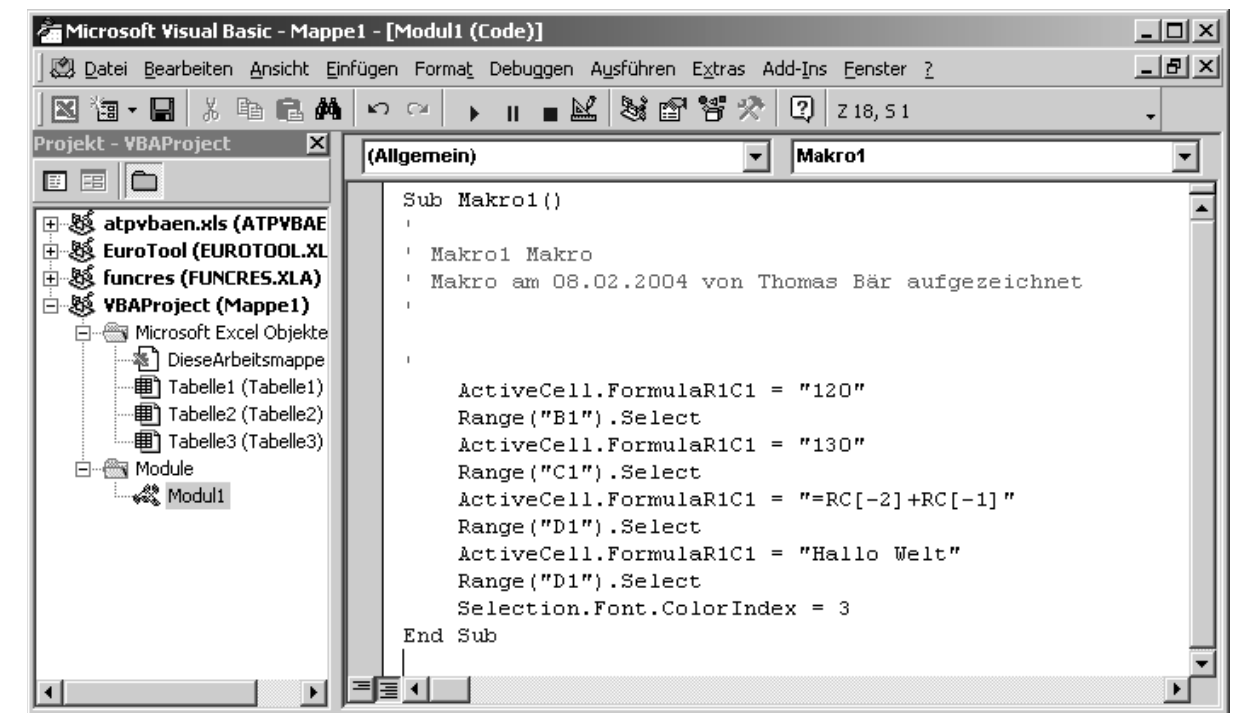 Microsoft Visual Basic - Mappe1 - [Modul1 (Code)]
Datei Bearbeiten Ansicht Einfügen Format Debuggen Ausführen Extras Add-Ins Fenster ?
Z 18, S 1
Projekt - VBAProject
atpvbaen.xls (ATPVBAE
EuroTool (EUROTOOL.XL
funcres (FUNCRES.XLA)
VBAProject (Mappe1)
Microsoft Excel Objekte
DieseArbeitsmappe
Tabelle1 (Tabelle1)
Tabelle2 (Tabelle2)
Tabelle3 (Tabelle3)
Module
Modul1
(Allgemein) Makro1
Sub Makro1()
'
' Makro1 Makro
' Makro am 08.02.2004 von Thomas Bär aufgezeichnet
'
'
ActiveCell.FormulaR1C1 = "120"
Range("B1").Select
ActiveCell.FormulaR1C1 = "130"
Range("C1").Select
ActiveCell.FormulaR1C1 = "=RC[-2]+RC[-1]"
Range("D1").Select
ActiveCell.FormulaR1C1 = "Hallo Welt"
Range("D1").Select
Selection.Font.ColorIndex = 3
End Sub